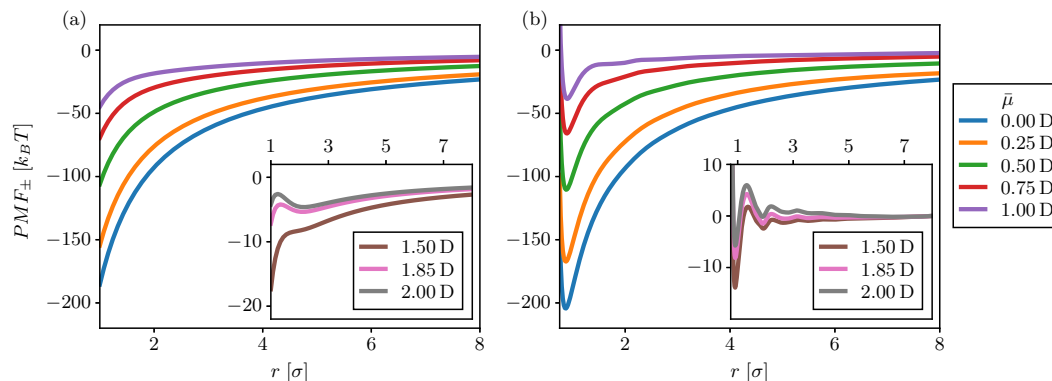 (a)
(b)
PMF± [k_BT]
0
−50
−100
−150
−200
2
4
6
8
r [σ]
1
3
5
7
0
−10
−20
1.50 D
1.85 D
2.00 D
0
−50
−100
−150
−200
2
4
6
8
r [σ]
1
3
5
7
10
0
−10
1.50 D
1.85 D
2.00 D
μ̄
0.00 D
0.25 D
0.50 D
0.75 D
1.00 D